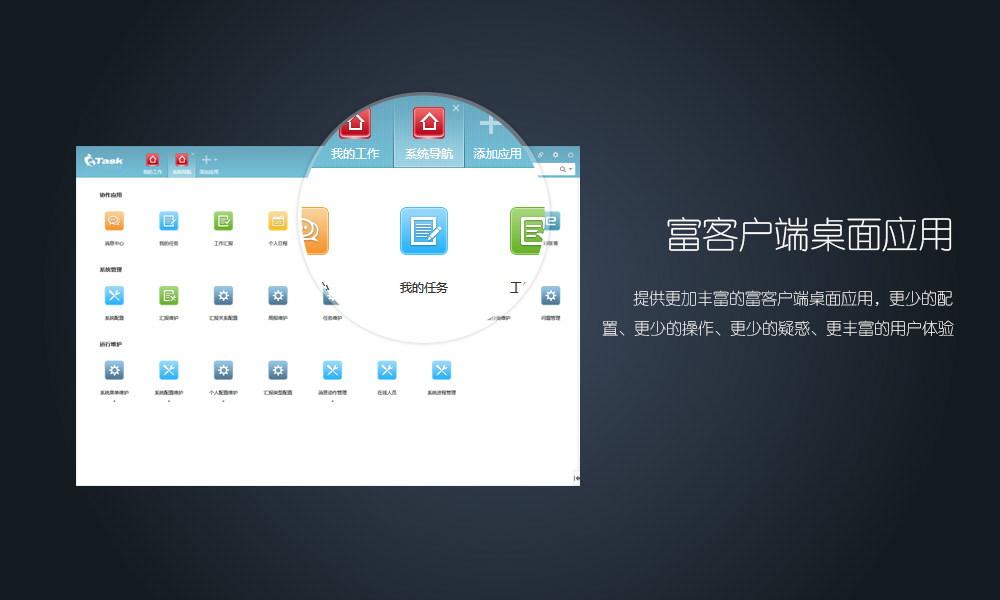 我的工作
系统导航
添加应用
我的任务
Task
我的工作
系统导航
添加应用
协作应用
消息中心
我的任务
工作汇报
个人日程
系统管理
系统配置
汇报维护
汇报关系配置
简报维护
任务维护
问题管理
运行维护
系统菜单维护
系统配置维护
个人配置维护
汇报类型配置
消息动作管理
在线人员
系统进程管理
富客户端桌面应用
提供更加丰富的富客户端桌面应用，更少的配
置、更少的操作、更少的疑惑、更丰富的用户体验